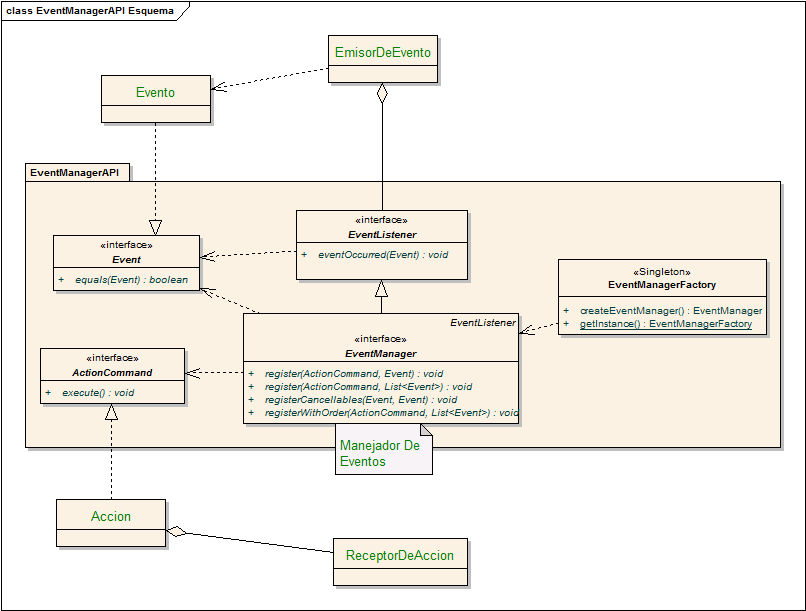 class EventManagerAPI Esquema
EmisorDeEvento
Evento
EventManagerAPI
«interface»
EventListener
+ eventOccurred(Event) : void
«interface»
Event
+ equals(Event) : boolean
«Singleton»
EventManagerFactory
+ createEventManager() : EventManager
+ getInstance() : EventManagerFactory
EventListener
«interface»
EventManager
+ register(ActionCommand, Event) : void
+ register(ActionCommand, List<Event>) : void
+ registerCancellables(Event, Event) : void
+ registerWithOrder(ActionCommand, List<Event>) : void
«interface»
ActionCommand
+ execute() : void
Manejador De
Eventos
Accion
ReceptorDeAccion